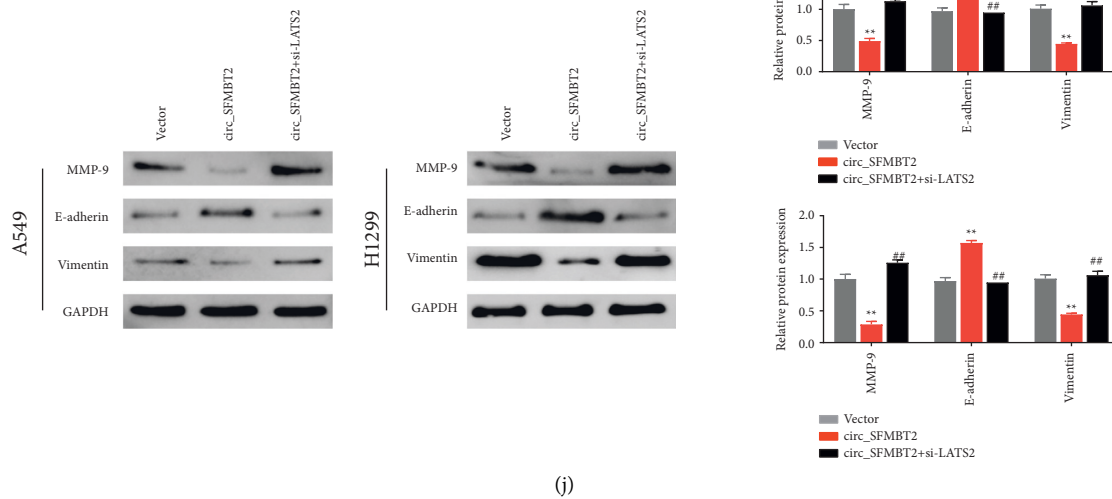 Vector
circ_SFMBT2
circ_SFMBT2+si-LATS2
A549
MMP-9
E-adherin
Vimentin
GAPDH
Vector
circ_SFMBT2
circ_SFMBT2+si-LATS2
H1299
MMP-9
E-adherin
Vimentin
GAPDH
Relative protein
1.0
0.5
0.0
**
##
**
MMP-9
E-adherin
Vimentin
Vector
circ_SFMBT2
circ_SFMBT2+si-LATS2
Relative protein expression
2.0
1.5
1.0
0.5
0.0
**
##
**
##
**
##
MMP-9
E-adherin
Vimentin
Vector
circ_SFMBT2
circ_SFMBT2+si-LATS2
(j)